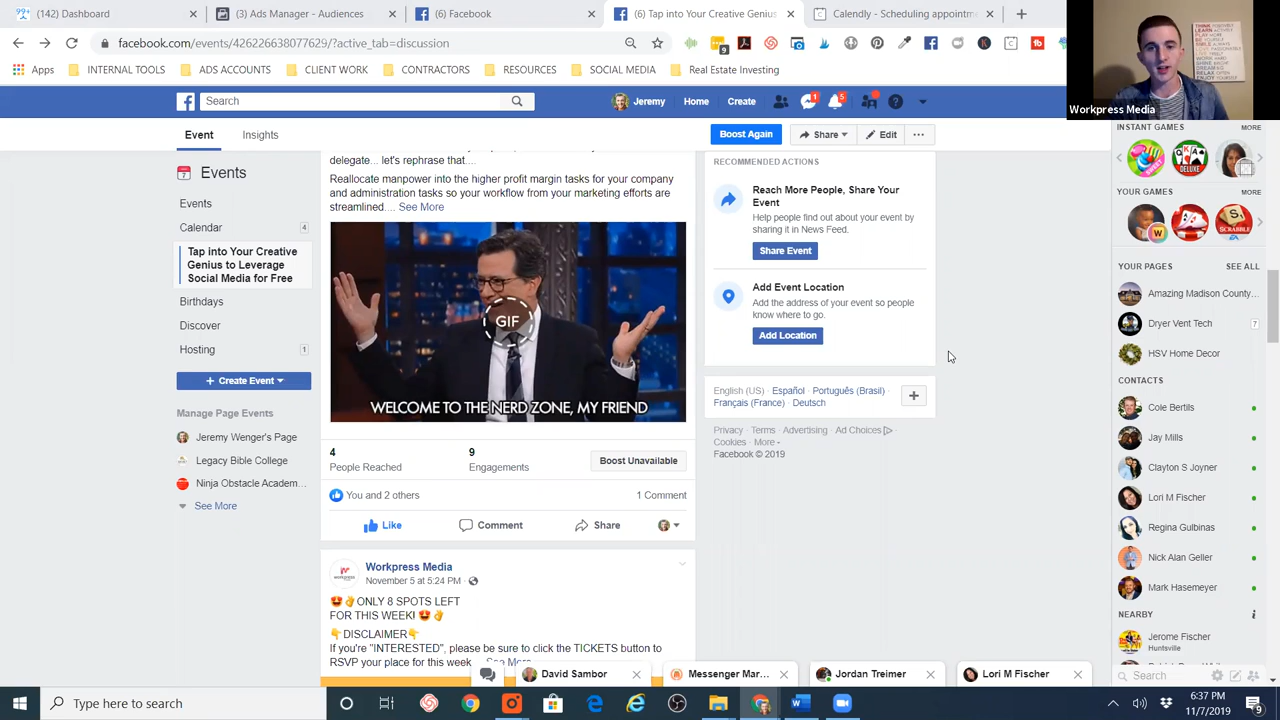 (142) Dashboard
(3) Ads Manager - Audiences
(6) Facebook
(6) Tap into Your Creative Genius
Calendly - Scheduling appointm
facebook.com/events/426226638077629/?active_tab=discussion
9
Apps
TERNAL TOOLS
ADS ACCOUNTS
CLIENT WORK
CONTRACTORS
RESOURCES
Real Estate Investing
Workpress Media
Search
Jeremy
Home
Create
1
5
Event
Insights
Boost Again
Share
Edit
Events
Events
Calendar
4
Tap into Your Creative
Genius to Leverage
Social Media for Free
Birthdays
Discover
Hosting
1
+ Create Event
Manage Page Events
Jeremy Wenger's Page
Legacy Bible College
Ninja Obstacle Academ...
See More
delegate... let's rephrase that....
Reallocate manpower into the higher profit margin tasks for your company
and administration tasks so your workflow from your marketing efforts are
streamlined.... See More
GIF
WELCOME TO THE NERD ZONE, MY FRIEND
4
People Reached
9
Engagements
Boost Unavailable
You and 2 others
1 Comment
Like
Comment
Share
Workpress Media
November 5 at 5:24 PM
ONLY 8 SPOTS LEFT
FOR THIS WEEK!
DISCLAIMER
If you're "INTERESTED", please be sure to click the TICKETS button to
RSVP your place for this week... See More
RECOMMENDED ACTIONS
Reach More People, Share Your
Event
Help people find out about your event by
sharing it in News Feed.
Share Event
Add Event Location
Add the address of your event so people
know where to go.
Add Location
English (US) · Español · Português (Brasil) ·
Français (France) · Deutsch
Privacy · Terms · Advertising · Ad Choices ·
Cookies · More
Facebook © 2019
INSTANT GAMES
MORE
YOUR GAMES
MORE
SCRABBLE
YOUR PAGES
SEE ALL
Amazing Madison County...
Dryer Vent Tech
7
HSV Home Decor
CONTACTS
Cole Bertils
Jay Mills
Clayton S Joyner
Lori M Fischer
Regina Gulbinas
Nick Alan Geller
Mark Hasemeyer
NEARBY
Jerome Fischer
Huntsville
Search
David Sambor
Messenger Mar...
Jordan Treimer
Lori M Fischer
Type here to search
6:37 PM
11/7/2019
9